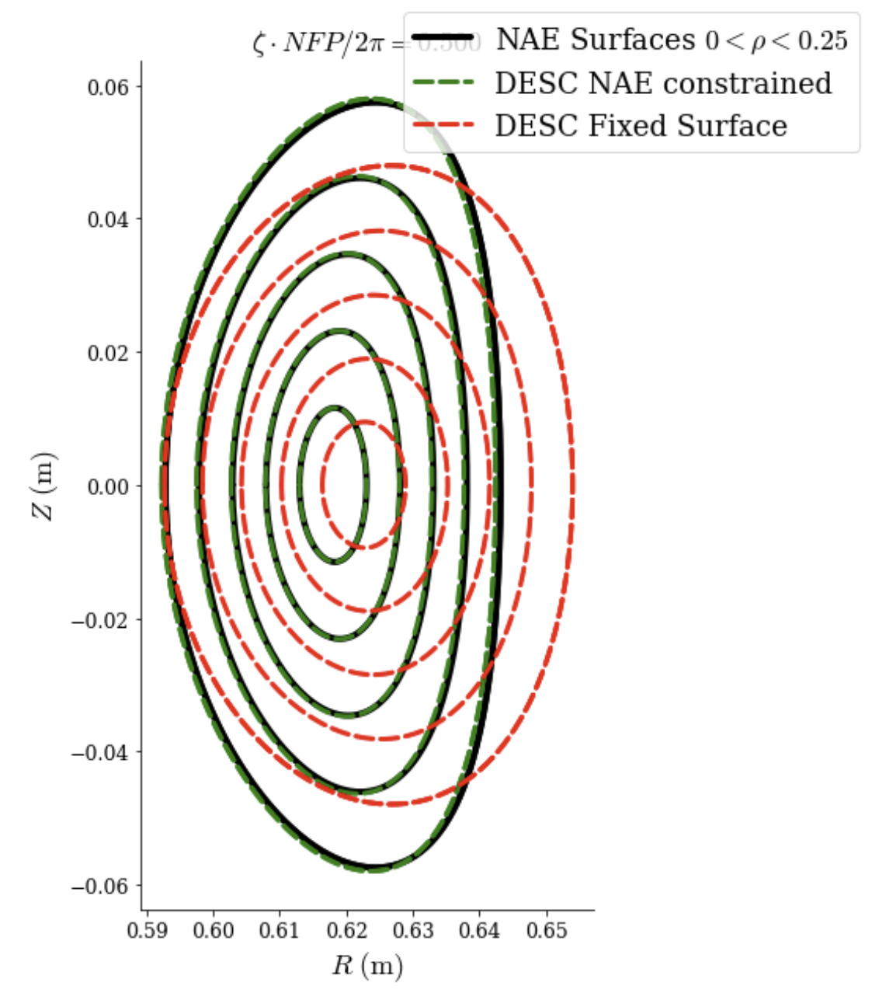 ζ · NFP/2π = 0.500
NAE Surfaces 0 < ρ < 0.25
DESC NAE constrained
DESC Fixed Surface
0.06
0.04
0.02
0.00
−0.02
−0.04
−0.06
Z (m)
0.59 0.60 0.61 0.62 0.63 0.64 0.65
R (m)